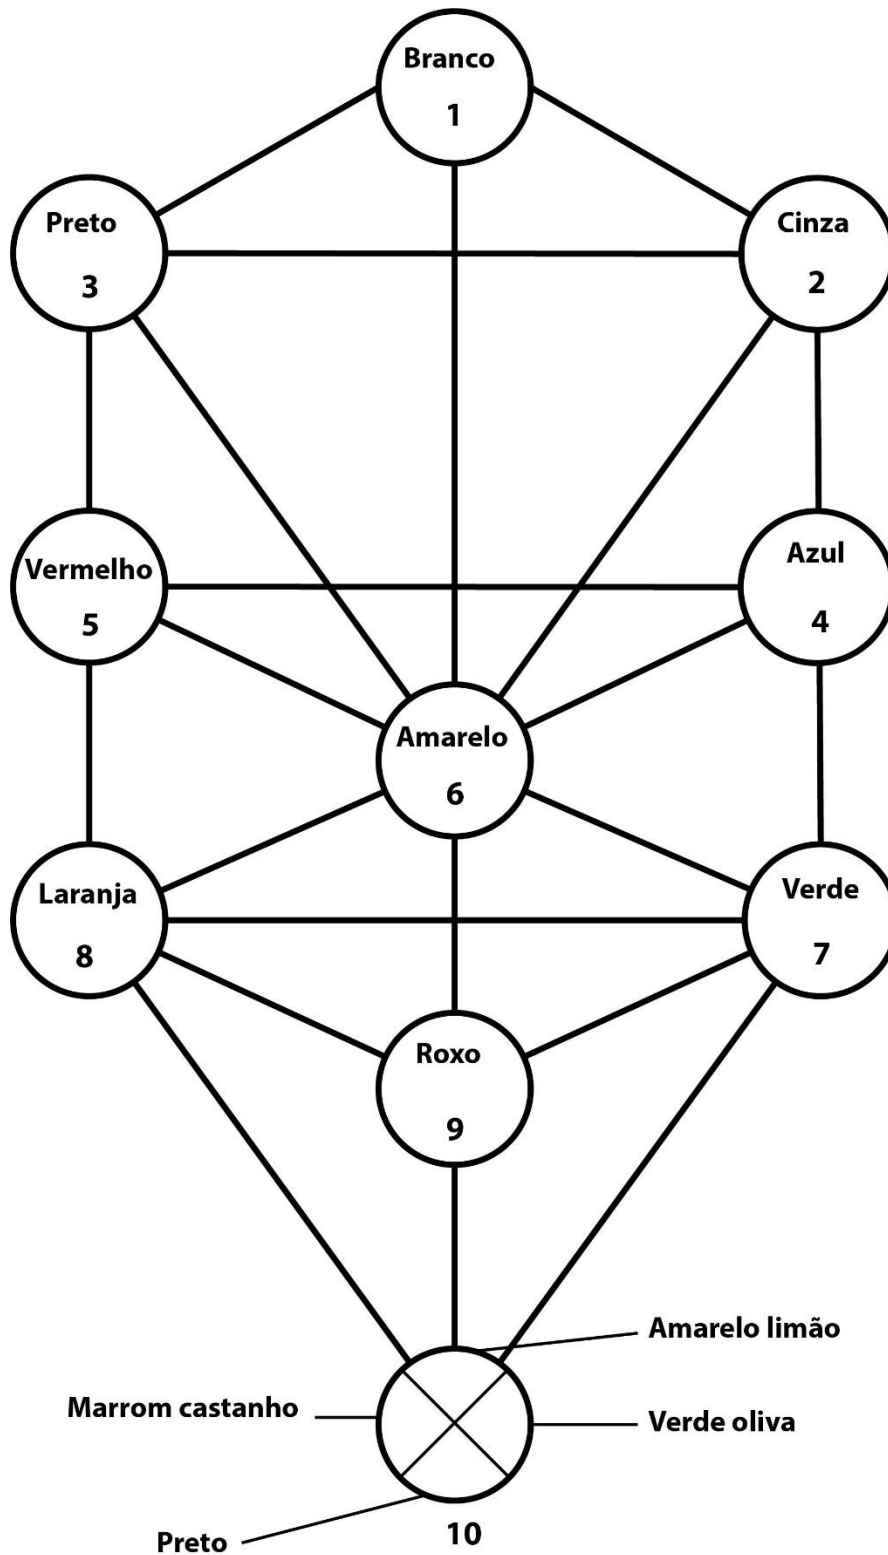 Branco
1
Preto
3
Cinza
2
Vermelho
5
Azul
4
Amarelo
6
Laranja
8
Verde
7
Roxo
9
Amarelo limão
Marrom castanho
Verde oliva
Preto
10